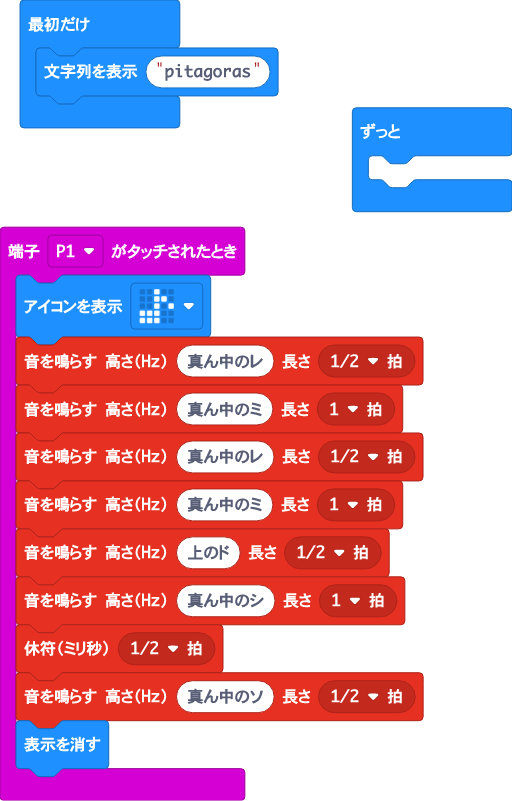 最初だけ
文字列を表示 "pitagoras"
ずっと
端子 P1 がタッチされたとき
アイコンを表示
音を鳴らす 高さ(Hz) 真ん中のレ 長さ 1/2 拍
音を鳴らす 高さ(Hz) 真ん中のミ 長さ 1 拍
音を鳴らす 高さ(Hz) 真ん中のレ 長さ 1/2 拍
音を鳴らす 高さ(Hz) 真ん中のミ 長さ 1 拍
音を鳴らす 高さ(Hz) 上のド 長さ 1/2 拍
音を鳴らす 高さ(Hz) 真ん中のシ 長さ 1 拍
休符(ミリ秒) 1/2 拍
音を鳴らす 高さ(Hz) 真ん中のソ 長さ 1/2 拍
表示を消す